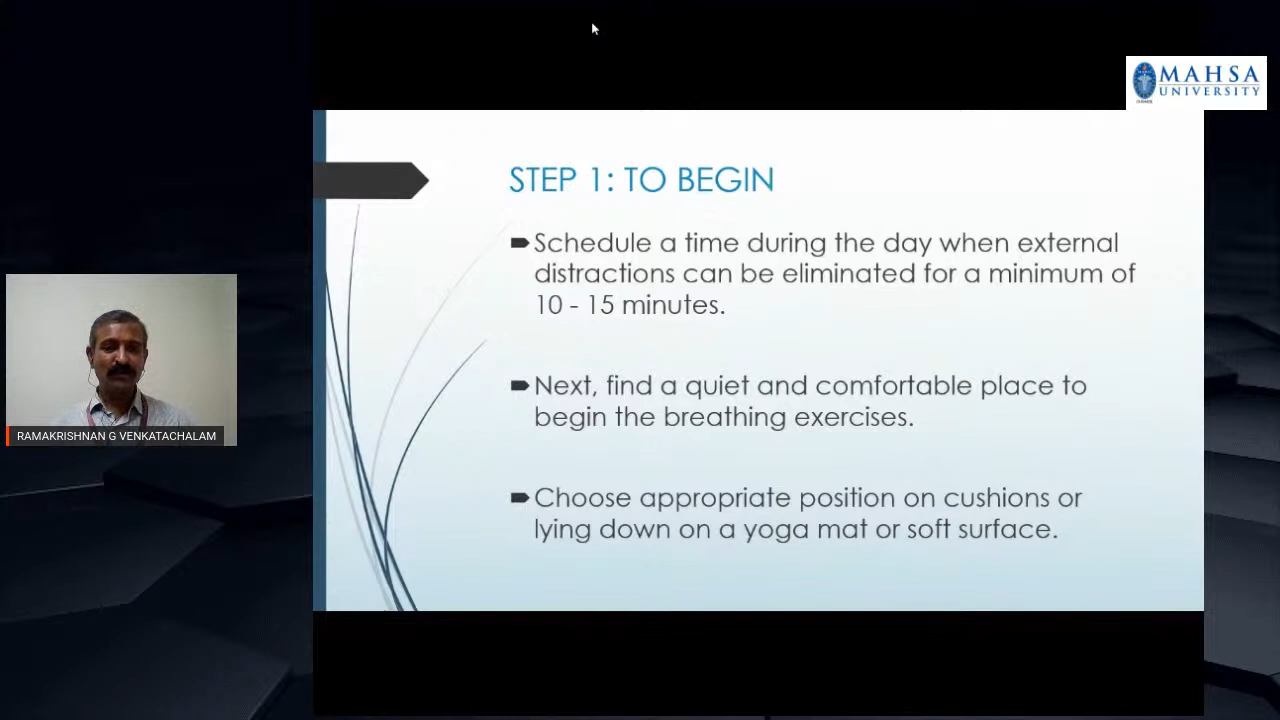 MAHSA
UNIVERSITY
STEP 1: TO BEGIN
Schedule a time during the day when external
distractions can be eliminated for a minimum of
10 - 15 minutes.
Next, find a quiet and comfortable place to
begin the breathing exercises.
Choose appropriate position on cushions or
lying down on a yoga mat or soft surface.
RAMAKRISHNAN G VENKATACHALAM